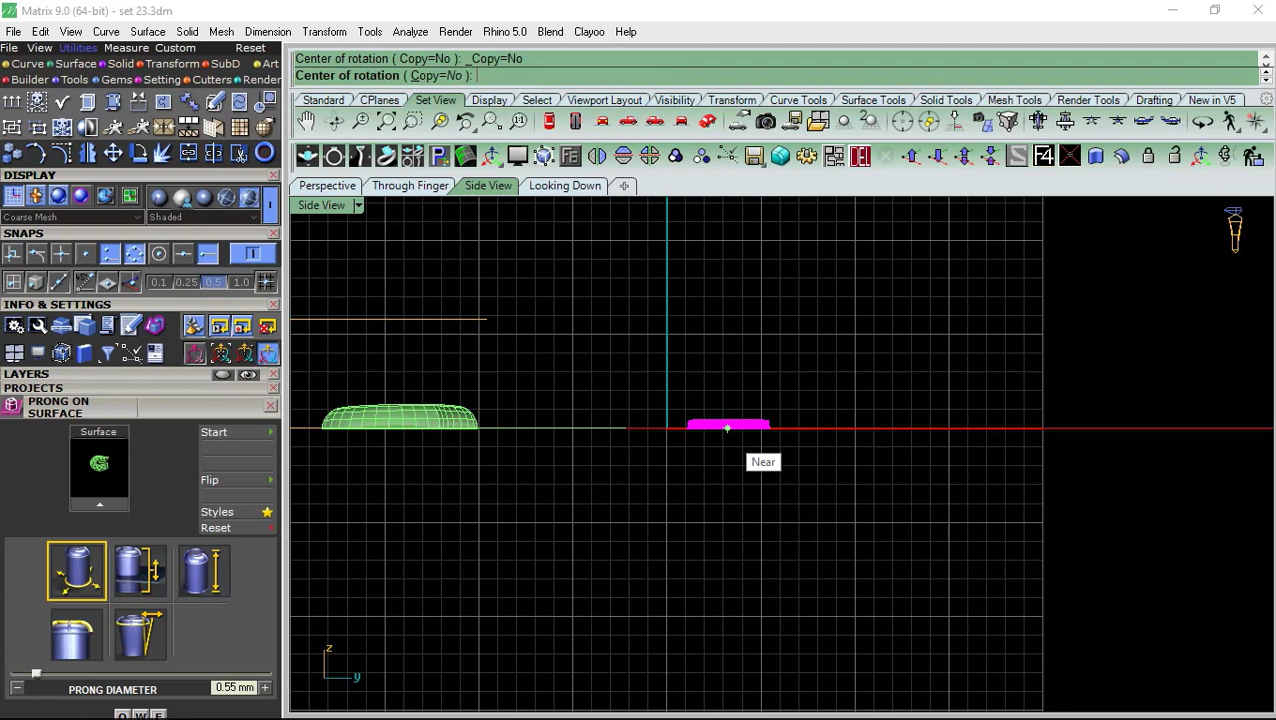 Matrix 9.0 (64-bit) - set 23.3dm
File Edit View Curve Surface Solid Mesh Dimension Transform Tools Analyze Render Rhino 5.0 Blend Clayoo Help
File View Utilities Measure Custom Reset
Curve Surface Solid Transform SubD Art
Builder Tools Gems Setting Cutters Render
Center of rotation ( Copy=No ): _Copy=No
Center of rotation ( Copy=No ):
Standard CPlanes Set View Display Select Viewport Layout Visibility Transform Curve Tools Surface Tools Solid Tools Mesh Tools Render Tools Drafting New in V5
1:1
P FE S F4
Perspective Through Finger Side View Looking Down
Side View
DISPLAY
Coarse Mesh Shaded
SNAPS
45°
0.1 0.25 0.5 1.0
INFO & SETTINGS
LAYERS
PROJECTS
PRONG ON
SURFACE
Surface
Start
Flip
Styles
Reset
PRONG DIAMETER 0.55 mm
Q W E
Near
z
y